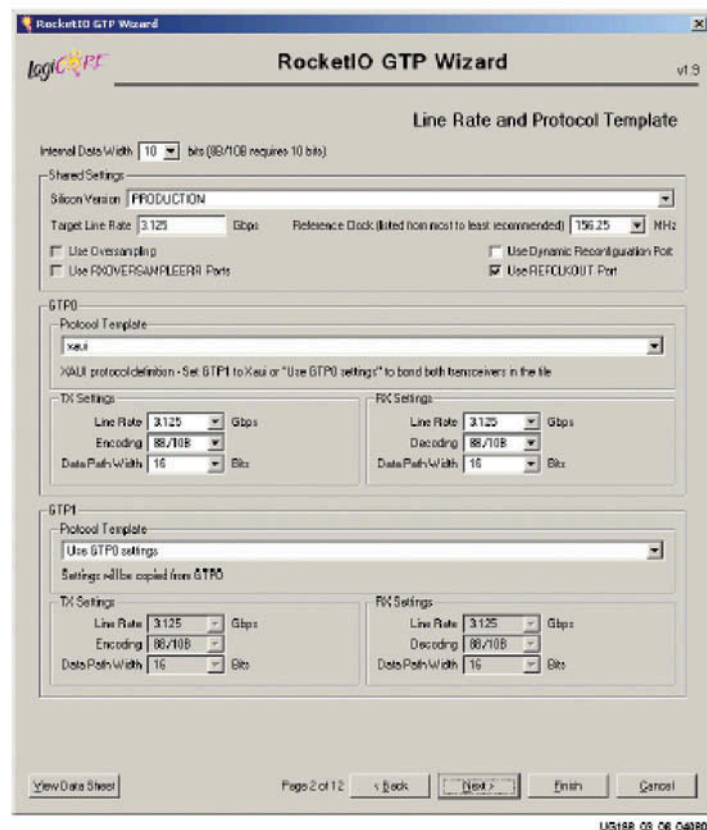 RocketIO GTP Wizard
logiCORE
RocketIO GTP Wizard
v1.9
Line Rate and Protocol Template
Internal Data Width 10 bits (8B/10B requires 10 bits)
Shared Settings
Silicon Version PRODUCTION
Target Line Rate 3.125 Gbps Reference Clock (listed from most to least recommended) 156.25 MHz
Use Oversampling Use Dynamic Reconfiguration Port
Use RXOVERSAMPLEERR Ports Use REFCLKOUT Port
GTP0
Protocol Template
xaui
XAUI protocol definition - Set GTP1 to Xaui or "Use GTP0 settings" to bond both transceivers in the tile
TX Settings RX Settings
Line Rate 3.125 Gbps Line Rate 3.125 Gbps
Encoding 8B/10B Decoding 8B/10B
Data Path Width 16 Bits Data Path Width 16 Bits
GTP1
Protocol Template
Use GTP0 settings
Settings will be copied from GTP0
TX Settings RX Settings
Line Rate 3.125 Gbps Line Rate 3.125 Gbps
Encoding 8B/10B Decoding 8B/10B
Data Path Width 16 Bits Data Path Width 16 Bits
View Data Sheet Page 2 of 12 < Back Next > Finish Cancel